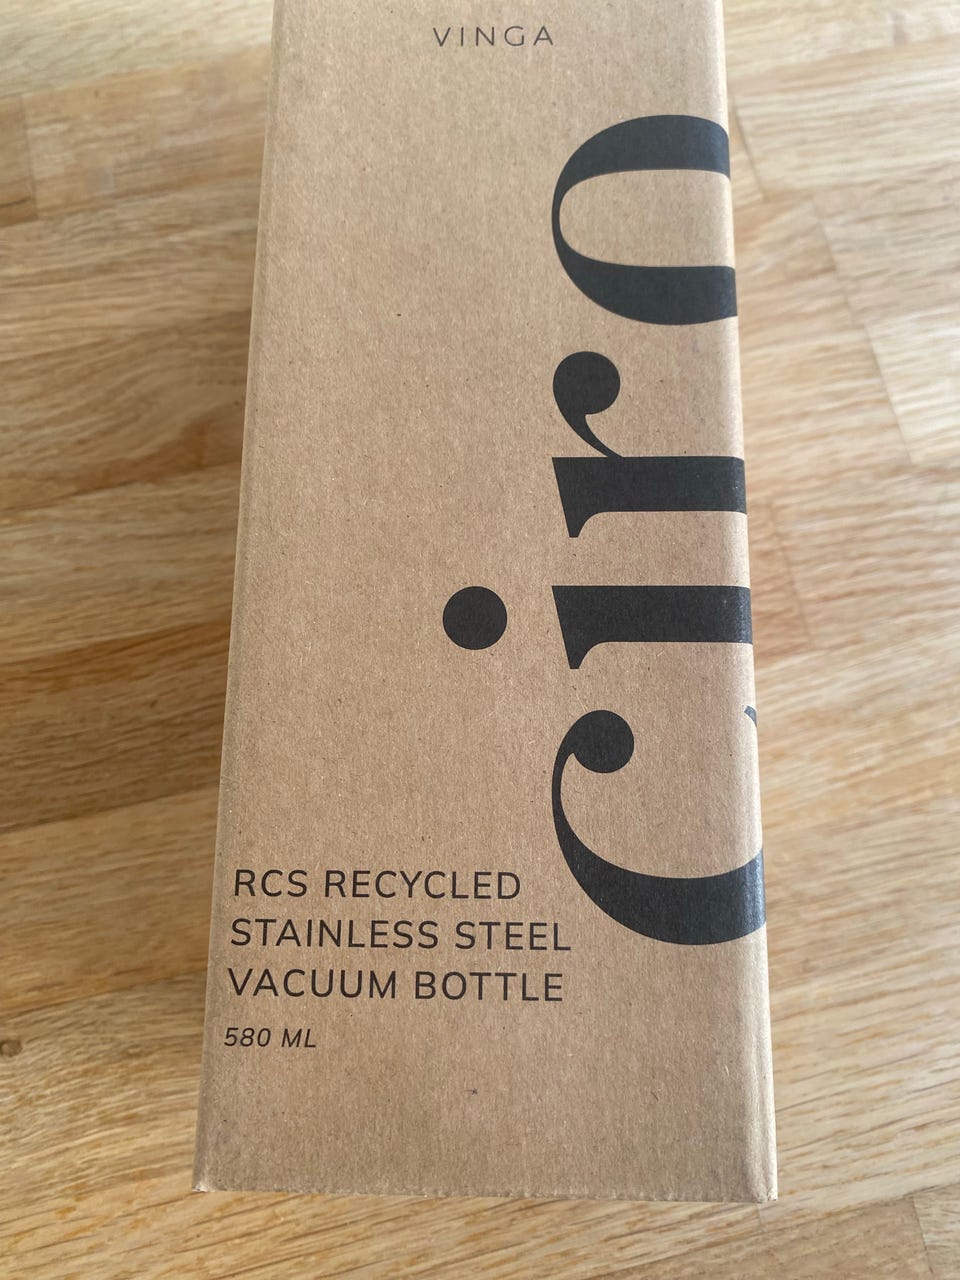 VINGA
ciro
RCS RECYCLED
STAINLESS STEEL
VACUUM BOTTLE
580 ML